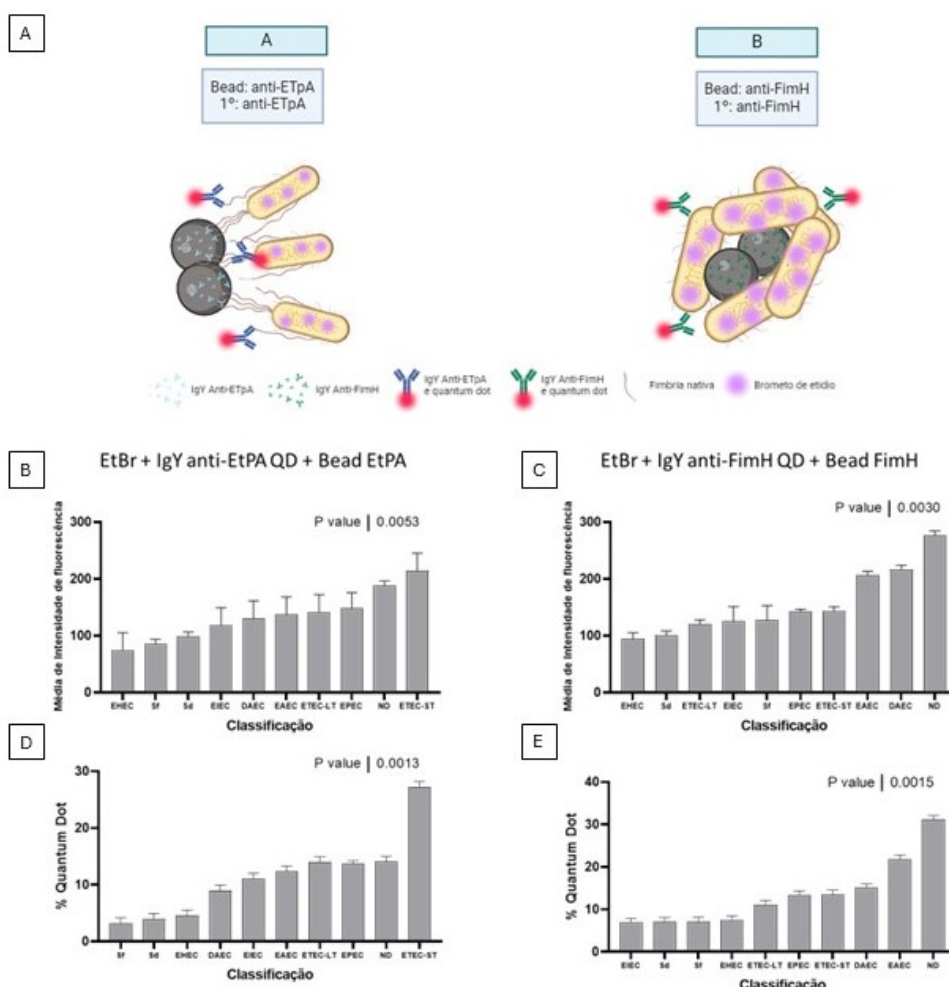 A
A
B
Bead: anti-ETpA
1º: anti-ETpA
Bead: anti-FimH
1º: anti-FimH
IgY Anti-ETpA
IgY Anti-FimH
IgY Anti-ETpA
e quantum dot
IgY Anti-FimH
e quantum dot
Fimbria nativa
Brometo de etídio
B
EtBr + IgY anti-EtPA QD + Bead EtPA
P value | 0.0053
Média de Intensidade de fluorescência
300
200
100
0
EHEC Sf Sd EIEC DAEC EAEC ETEC-LT EPEC ND ETEC-ST
Classificação
C
EtBr + IgY anti-FimH QD + Bead FimH
P value | 0.0030
Média de Intensidade de fluorescência
300
200
100
0
EHEC Sd ETEC-LT EIEC Sf EPEC ETEC-ST EAEC DAEC ND
Classificação
D
P value | 0.0013
% Quantum Dot
30
20
10
0
Sf Sd EHEC DAEC EIEC EAEC ETEC-LT EPEC ND ETEC-ST
Classificação
E
P value | 0.0015
% Quantum Dot
40
30
20
10
0
EIEC Sd Sf EHEC ETEC-LT EPEC ETEC-ST DAEC EAEC ND
Classificação